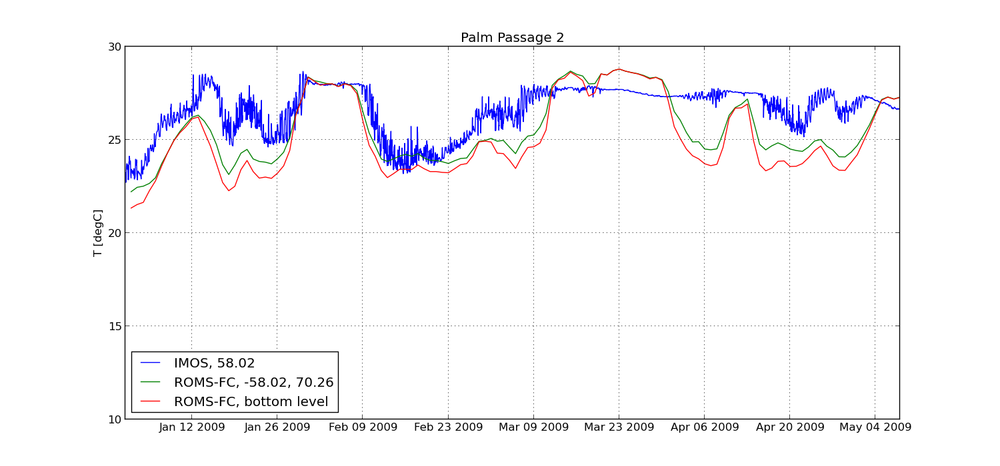 Palm Passage 2
30
25
20
15
10
T [degC]
IMOS, 58.02
ROMS-FC, -58.02, 70.26
ROMS-FC, bottom level
Jan 12 2009 Jan 26 2009 Feb 09 2009 Feb 23 2009 Mar 09 2009 Mar 23 2009 Apr 06 2009 Apr 20 2009 May 04 2009